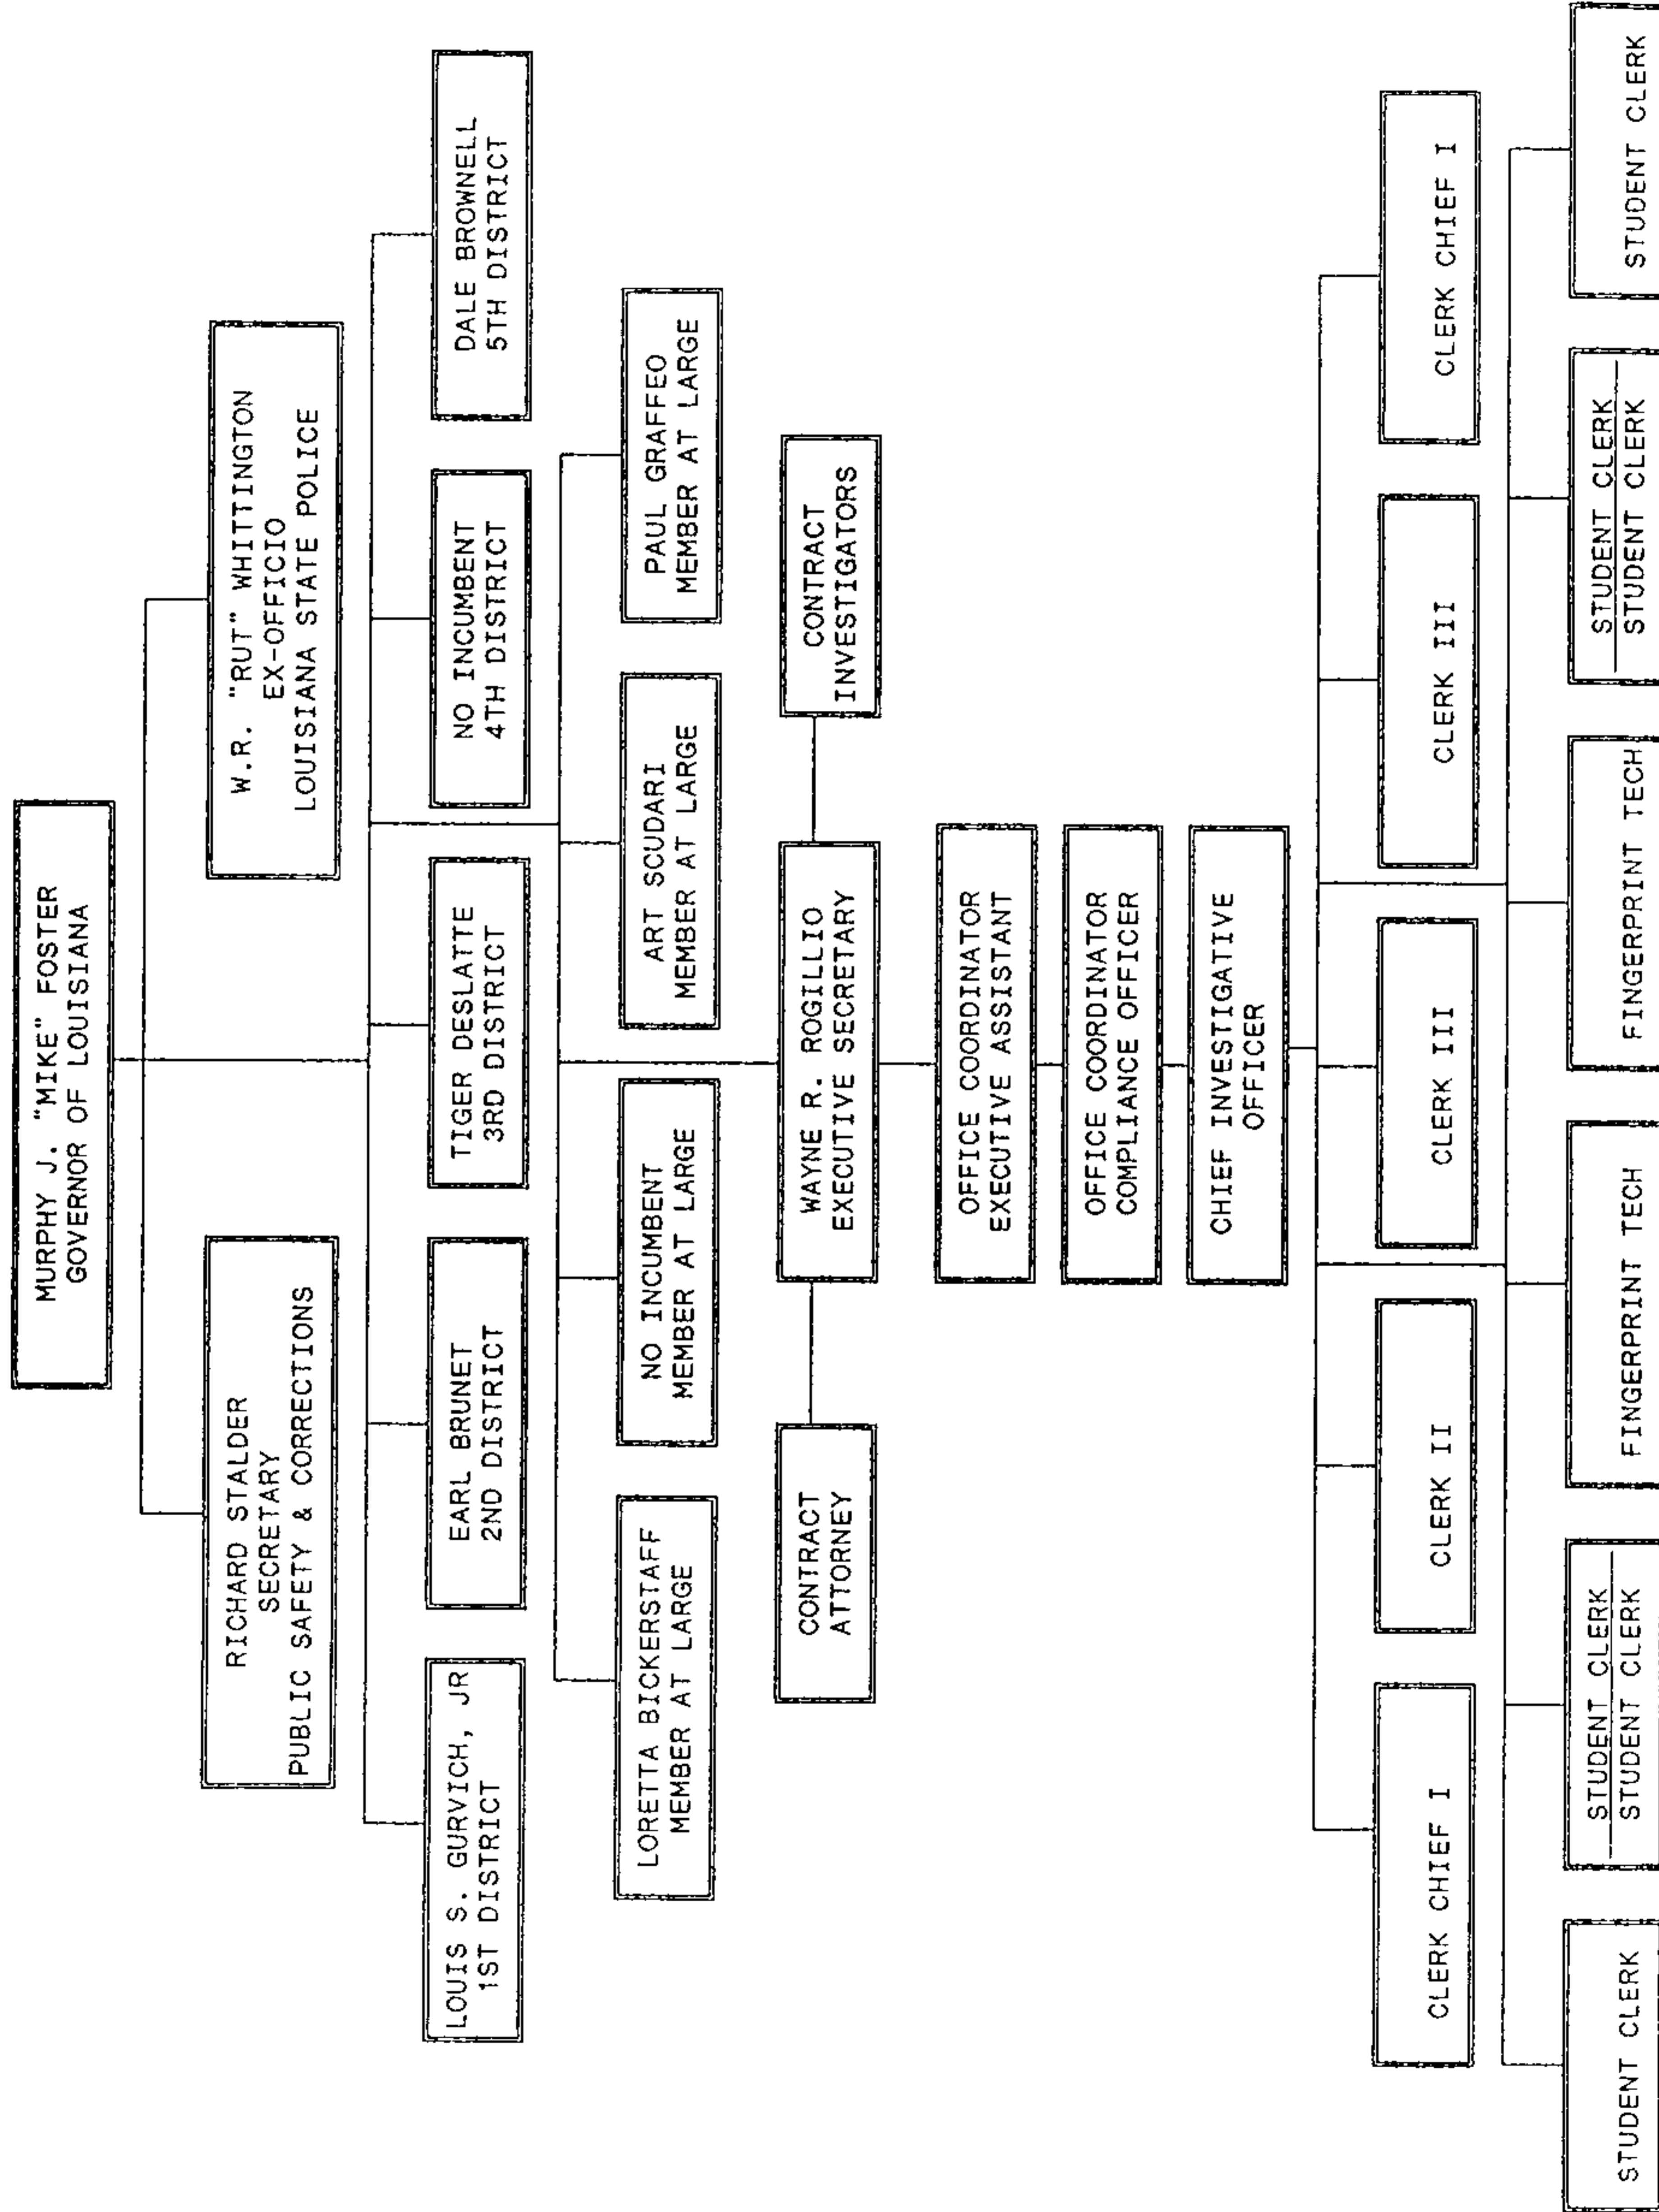 MURPHY J. "MIKE" FOSTER
GOVERNOR OF LOUISIANA
RICHARD STALDER
SECRETARY
PUBLIC SAFETY & CORRECTIONS
W.R. "RUT" WHITTINGTON
EX-OFFICIO
LOUISIANA STATE POLICE
LOUIS S. GURVICH, JR
1ST DISTRICT
EARL BRUNET
2ND DISTRICT
TIGER DESLATTE
3RD DISTRICT
NO INCUMBENT
4TH DISTRICT
DALE BROWNELL
5TH DISTRICT
LORETTA BICKERSTAFF
MEMBER AT LARGE
NO INCUMBENT
MEMBER AT LARGE
ART SCUDARI
MEMBER AT LARGE
PAUL GRAFFEO
MEMBER AT LARGE
CONTRACT
ATTORNEY
WAYNE R. ROGILLIO
EXECUTIVE SECRETARY
CONTRACT
INVESTIGATORS
OFFICE COORDINATOR
EXECUTIVE ASSISTANT
OFFICE COORDINATOR
COMPLIANCE OFFICER
CHIEF INVESTIGATIVE
OFFICER
CLERK CHIEF I
CLERK II
CLERK III
CLERK III
CLERK CHIEF I
STUDENT CLERK
STUDENT CLERK
STUDENT CLERK
FINGERPRINT TECH
FINGERPRINT TECH
STUDENT CLERK
STUDENT CLERK
STUDENT CLERK